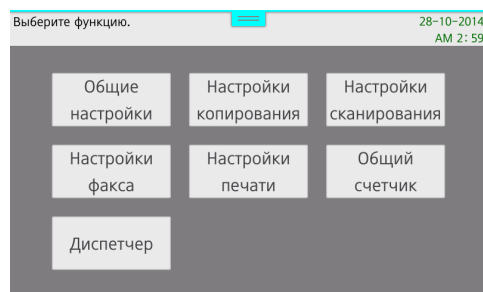 Выберите функцию.
28-10-2014
AM 2: 59
Общие
настройки
Настройки
копирования
Настройки
сканирования
Настройки
факса
Настройки
печати
Общий
счетчик
Диспетчер